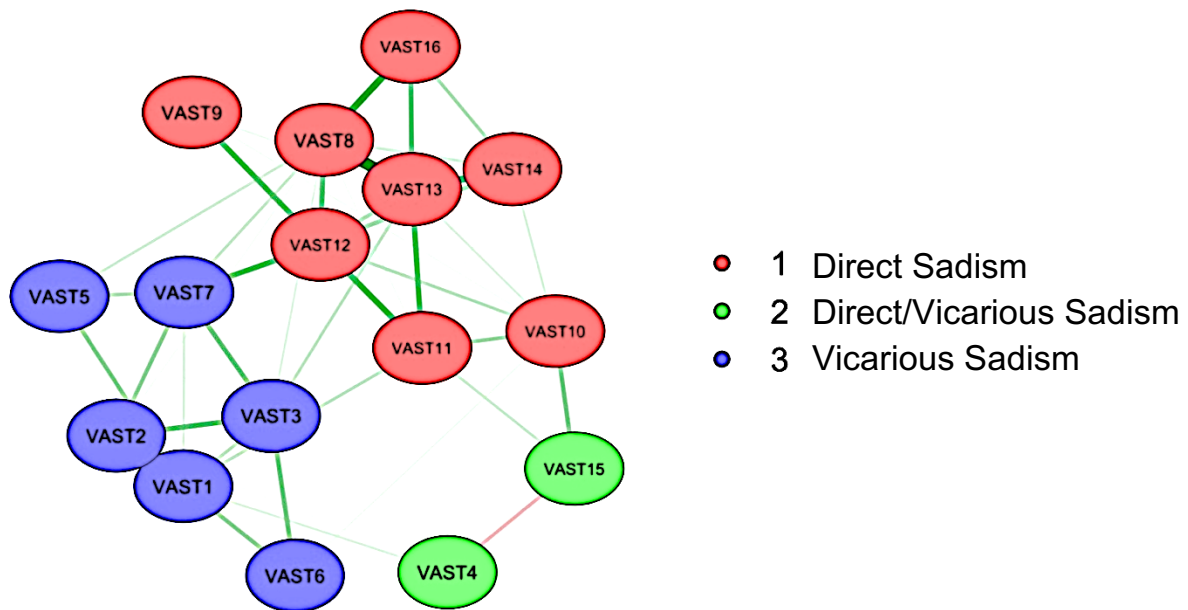 VAST16
VAST9
VAST8
VAST14
VAST13
VAST12
VAST5
VAST7
VAST10
VAST11
VAST3
VAST2
VAST15
VAST1
VAST4
VAST6
1 Direct Sadism
2 Direct/Vicarious Sadism
3 Vicarious Sadism